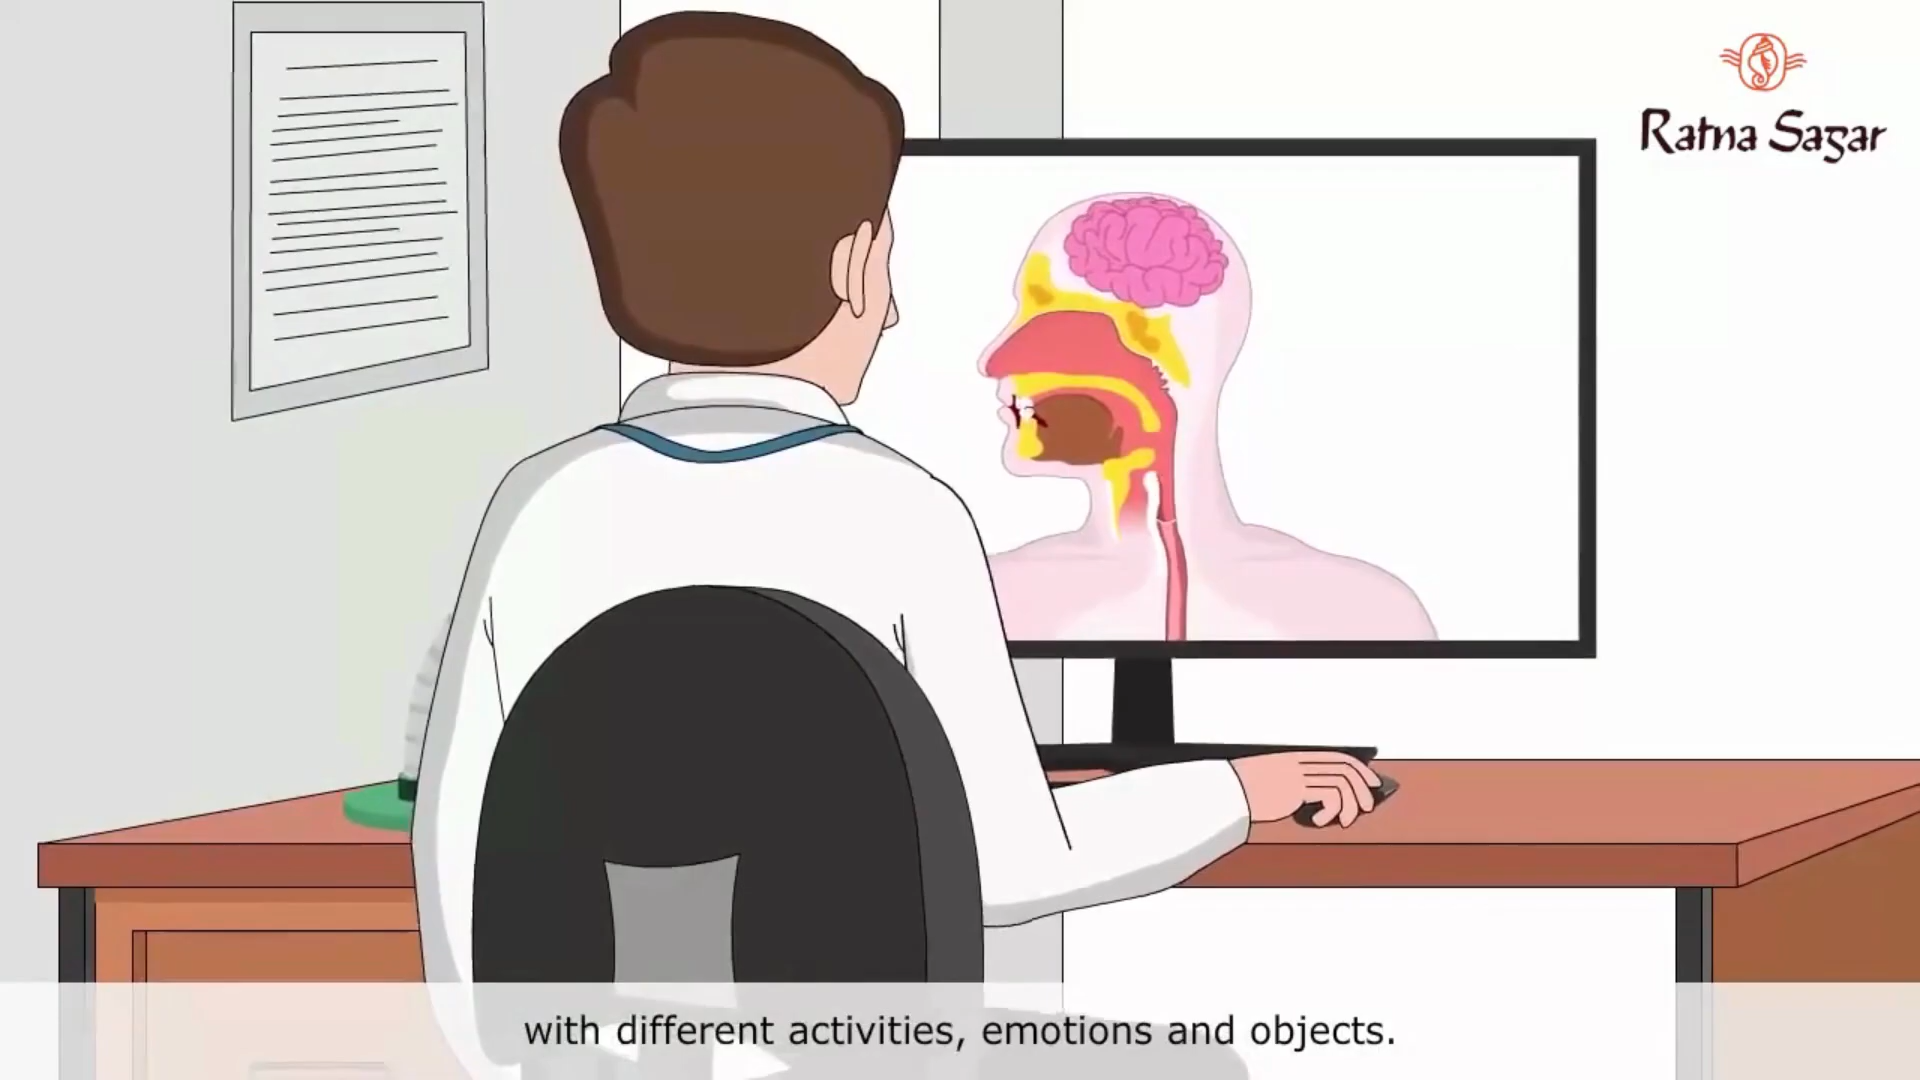 Ratna Sagar
with different activities, emotions and objects.